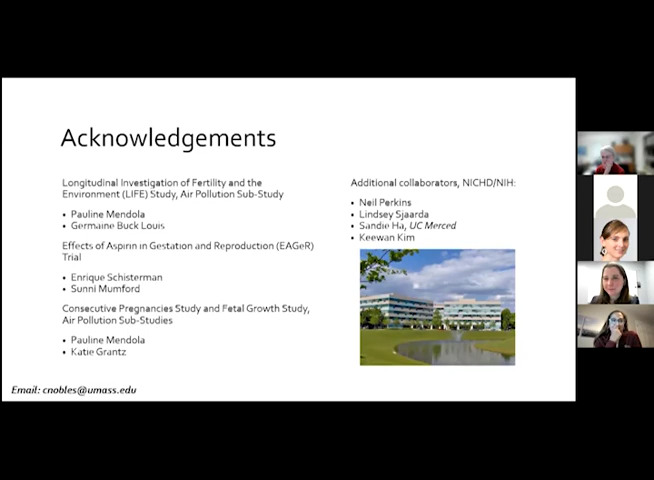 Acknowledgements
Longitudinal Investigation of Fertility and the
Environment (LIFE) Study, Air Pollution Sub-Study
• Pauline Mendola
• Germaine Buck Louis
Effects of Aspirin in Gestation and Reproduction (EAGeR)
Trial
• Enrique Schisterman
• Sunni Mumford
Consecutive Pregnancies Study and Fetal Growth Study,
Air Pollution Sub-Studies
• Pauline Mendola
• Katie Grantz
Additional collaborators, NICHD/NIH:
• Neil Perkins
• Lindsey Sjaarda
• Sandie Ha, UC Merced
• Keewan Kim
Email: cnobles@umass.edu